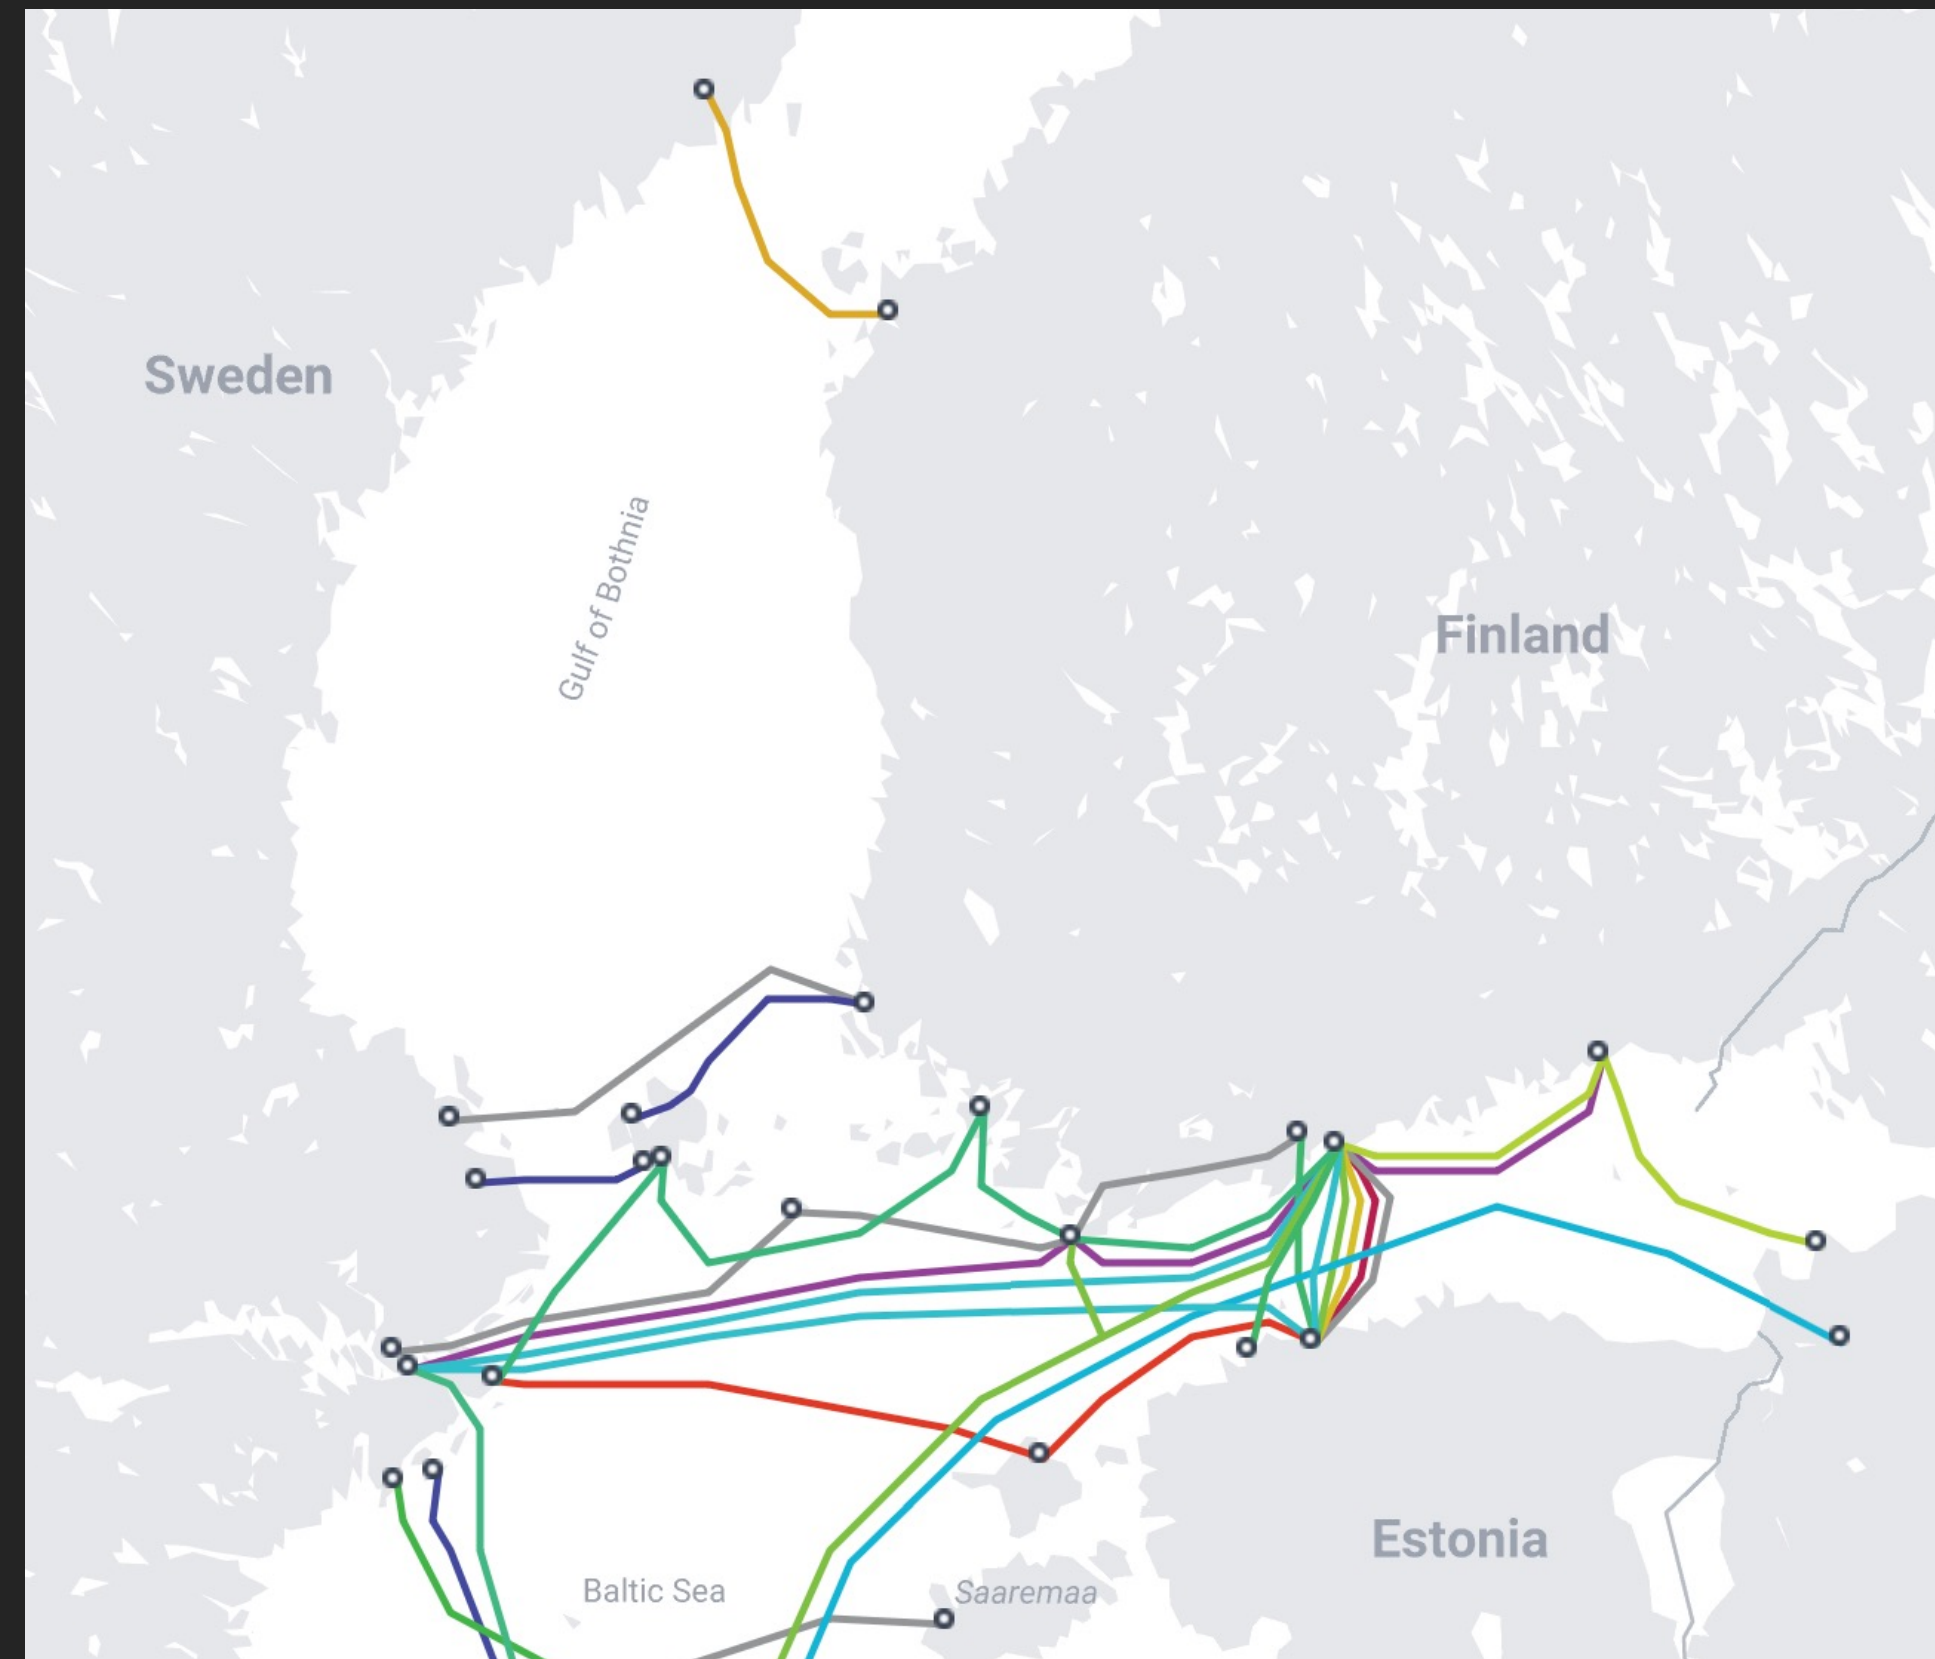 Sweden
Gulf of Bothnia
Finland
Estonia
Baltic Sea
Saaremaa